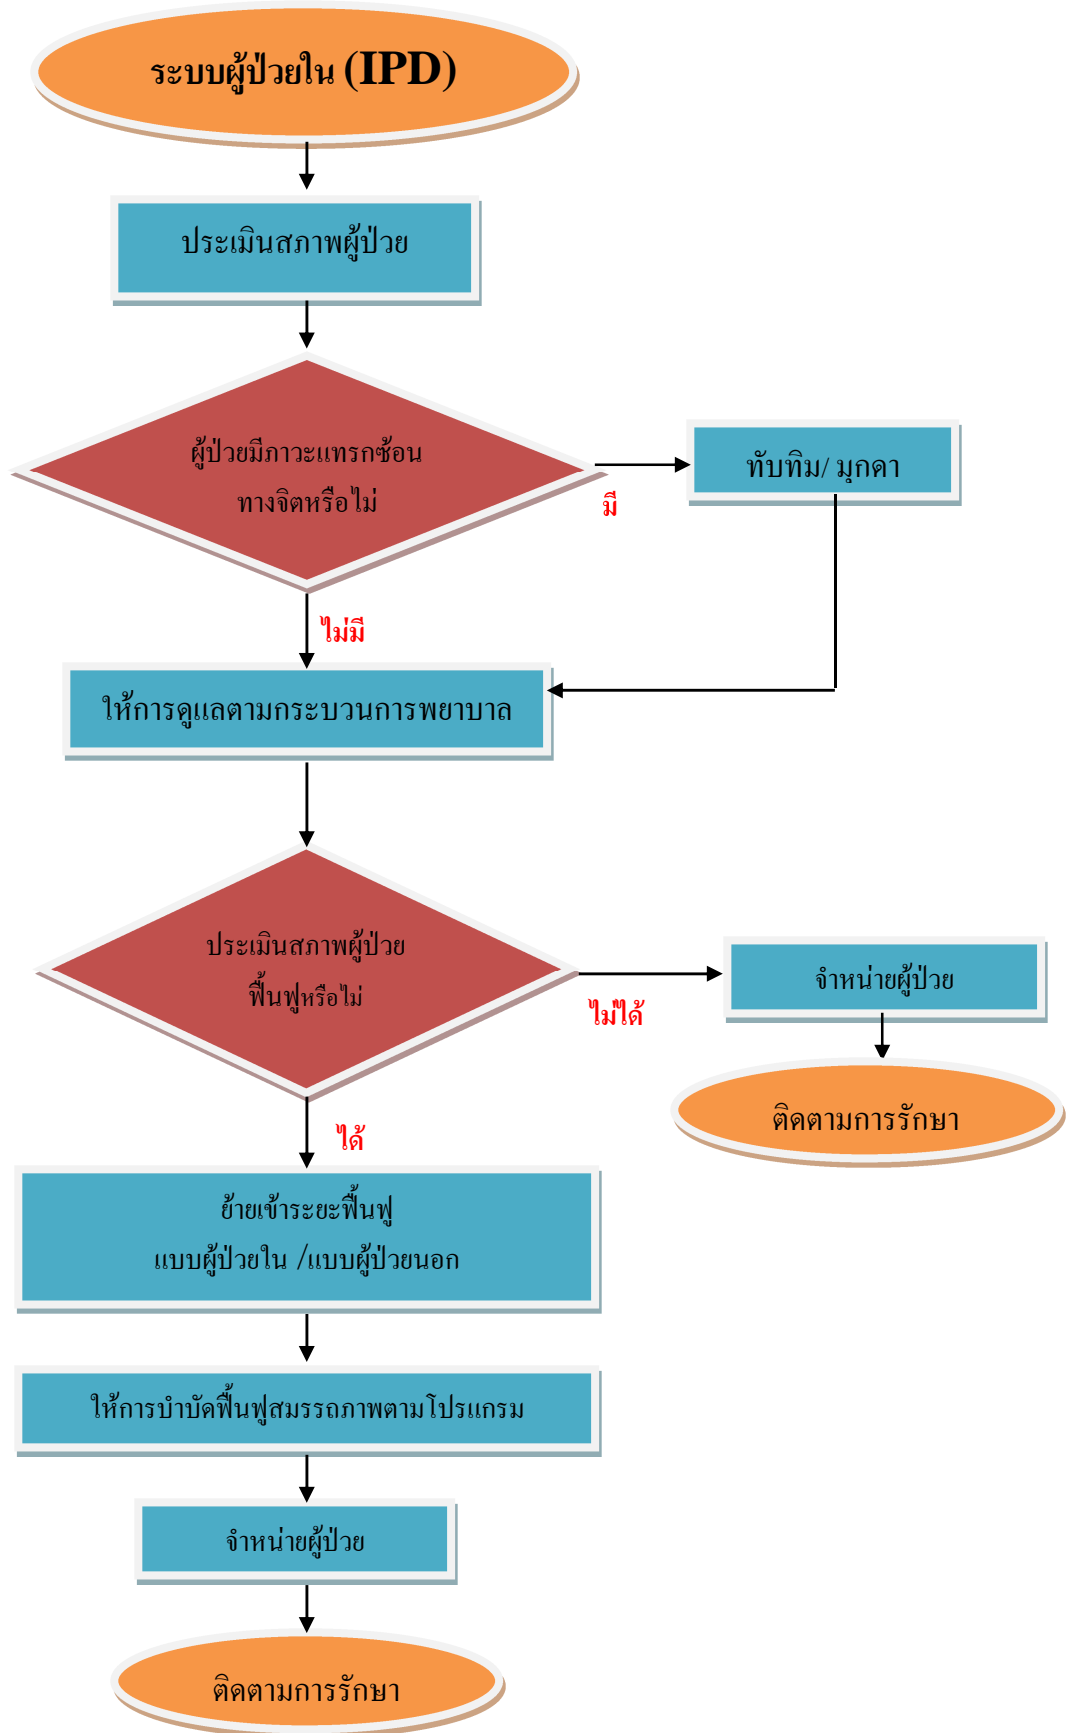 ระบบผู้ป่วยใน (IPD)
ประเมินสภาพผู้ป่วย
ผู้ป่วยมีภาวะแทรกซ้อน
ทางจิตหรือไม่
มี
ทับทิม/ มุกดา
ไม่มี
ให้การดูแลตามกระบวนการพยาบาล
ประเมินสภาพผู้ป่วย
ฟื้นฟูหรือไม่
ไม่ได้
จำหน่ายผู้ป่วย
ติดตามการรักษา
ได้
ย้ายเข้าระยะฟื้นฟู
แบบผู้ป่วยใน /แบบผู้ป่วยนอก
ให้การบำบัดฟื้นฟูสมรรถภาพตามโปรแกรม
จำหน่ายผู้ป่วย
ติดตามการรักษา